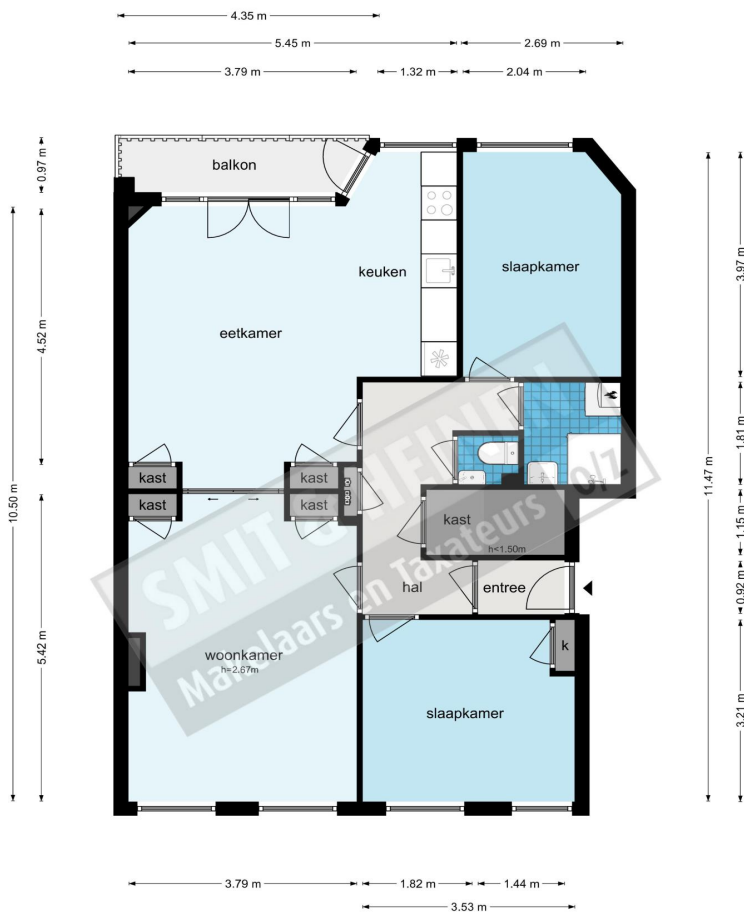 4.35 m
5.45 m
2.69 m
3.79 m
1.32 m
2.04 m
0.97 m
4.52 m
10.50 m
5.42 m
3.97 m
1.81 m
11.47 m
1.15 m
0.92 m
3.21 m
balkon
keuken
slaapkamer
eetkamer
kast
kast
kast
kast
kast
h<1.50m
hal
entree
woonkamer
h=2.67m
k
slaapkamer
SMIT & HEINEN
Makelaars en Taxateurs o/z
3.79 m
1.82 m
1.44 m
3.53 m